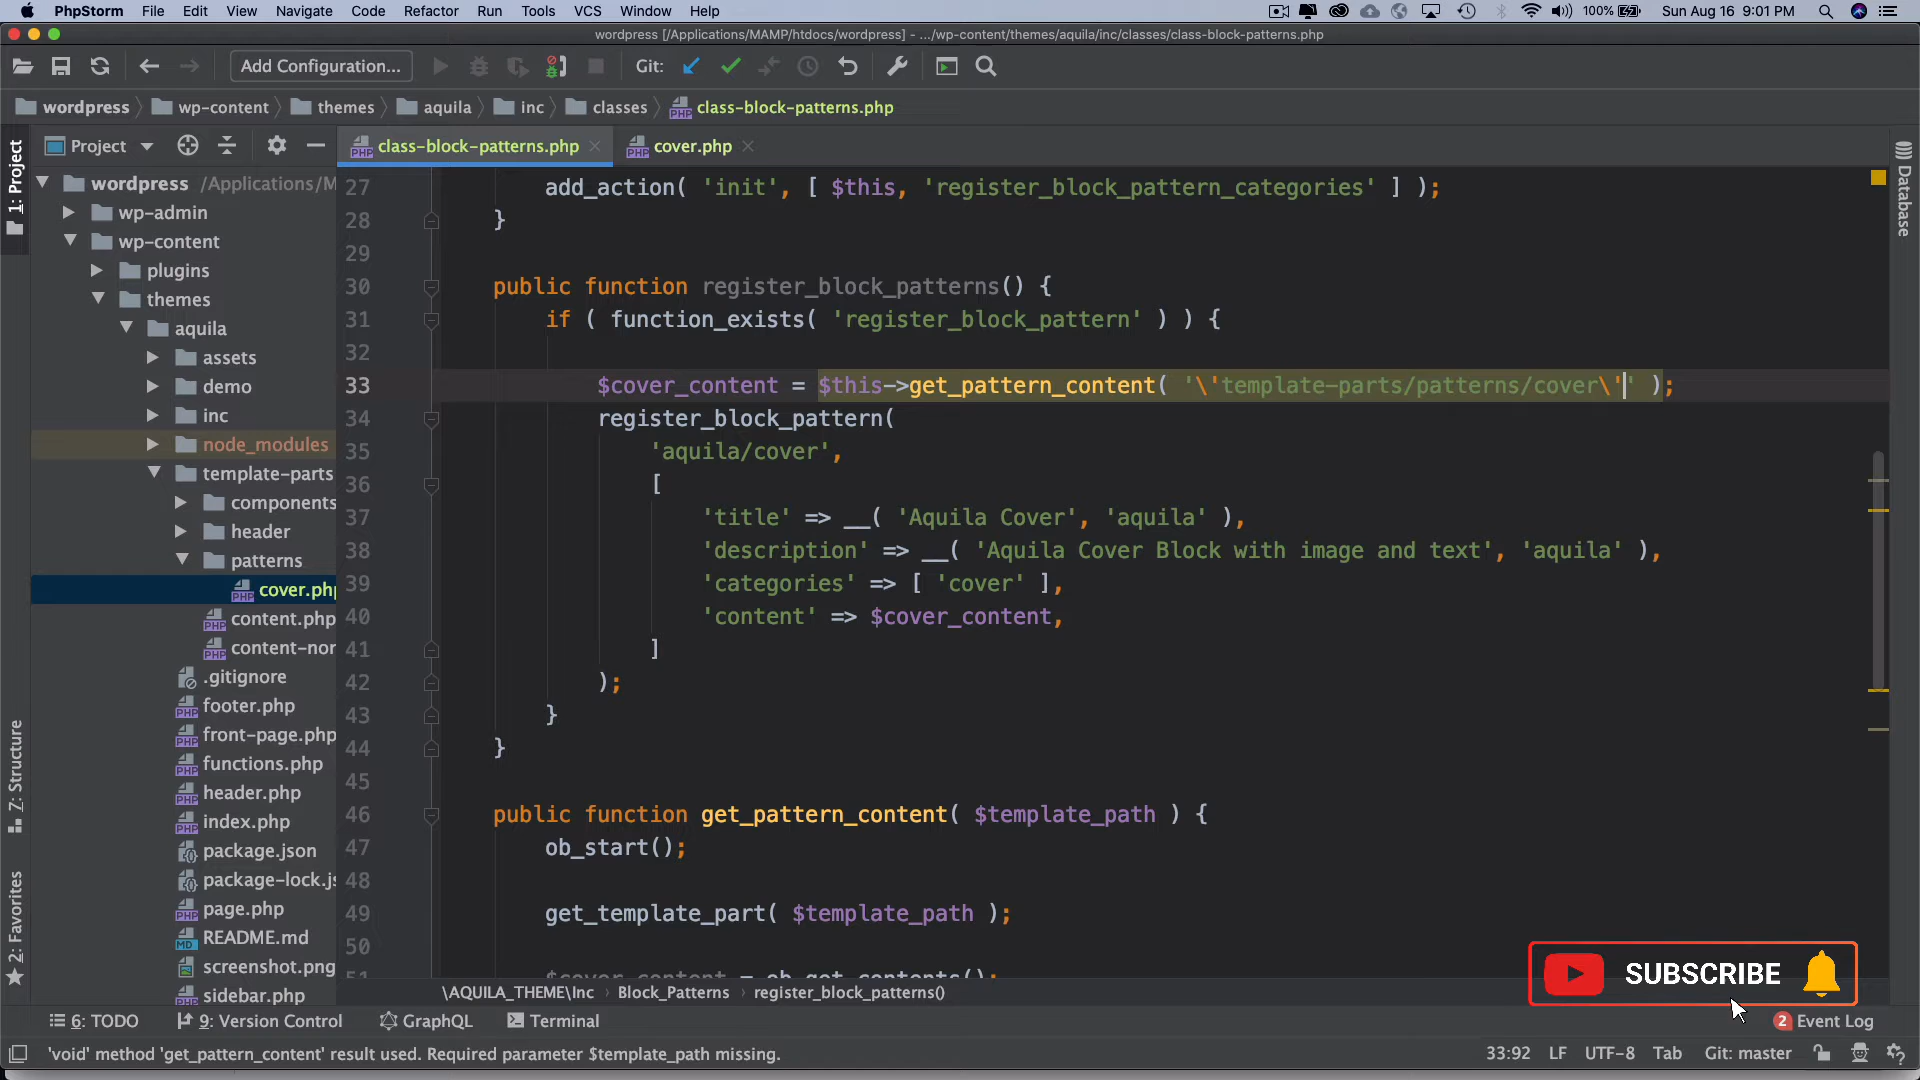 PhpStorm File Edit View Navigate Code Refactor Run Tools VCS Window Help 100% Sun Aug 16 9:01 PM
wordpress [/Applications/MAMP/htdocs/wordpress] - .../wp-content/themes/aquila/inc/classes/class-block-patterns.php
Add Configuration... Git:
wordpress wp-content themes aquila inc classes class-block-patterns.php
Project class-block-patterns.php cover.php
1: Project
Z: Structure
2: Favorites
Database
wordpress /Applications/M
wp-admin
wp-content
plugins
themes
aquila
assets
demo
inc
node_modules
template-parts
components
header
patterns
cover.php
content.php
content-nor
.gitignore
footer.php
front-page.php
functions.php
header.php
index.php
package.json
package-lock.js
page.php
README.md
screenshot.png
sidebar.php
27 add_action( 'init', [ $this, 'register_block_pattern_categories' ] );
28 }
29
30 public function register_block_patterns() {
31 if ( function_exists( 'register_block_pattern' ) ) {
32
33 $cover_content = $this->get_pattern_content( '\'template-parts/patterns/cover\'' );
34 register_block_pattern(
35 'aquila/cover',
36 [
37 'title' => __( 'Aquila Cover', 'aquila' ),
38 'description' => __( 'Aquila Cover Block with image and text', 'aquila' ),
39 'categories' => [ 'cover' ],
40 'content' => $cover_content,
41 ]
42 );
43 }
44 }
45
46 public function get_pattern_content( $template_path ) {
47 ob_start();
48
49 get_template_part( $template_path );
50
51 $cover_content = ob_get_contents();
SUBSCRIBE
\AQUILA_THEME\Inc Block_Patterns register_block_patterns()
6: TODO 9: Version Control GraphQL Terminal 2 Event Log
'void' method 'get_pattern_content' result used. Required parameter $template_path missing. 33:92 LF UTF-8 Tab Git: master